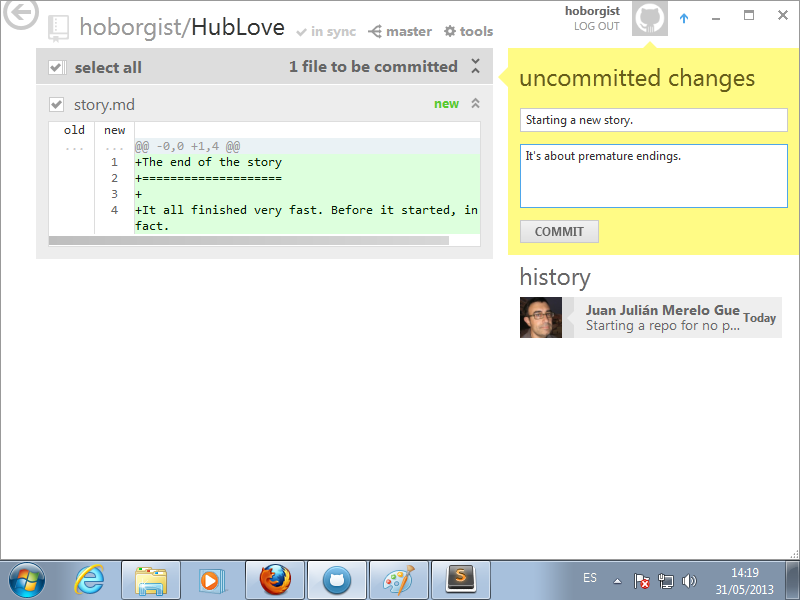 hoborgist/HubLove
in sync
master
tools
hoborgist
LOG OUT
select all
1 file to be committed
story.md
new
old new
... ... @@ -0,0 +1,4 @@
1 +The end of the story
2 +====================
3 +
4 +It all finished very fast. Before it started, in
fact.
uncommitted changes
Starting a new story.
It's about premature endings.
COMMIT
history
Juan Julián Merelo Gue
Today
Starting a repo for no p...
S
ES
14:19
31/05/2013